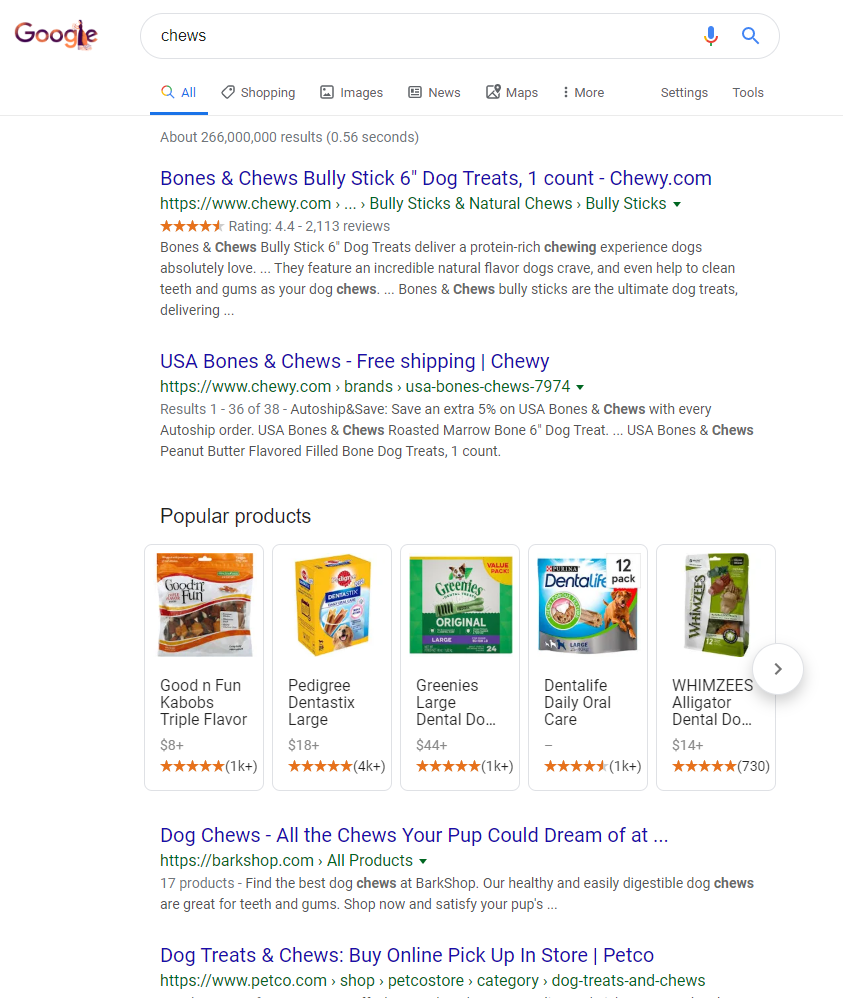 Google
chews
All Shopping Images News Maps More Settings Tools
About 266,000,000 results (0.56 seconds)
Bones & Chews Bully Stick 6" Dog Treats, 1 count - Chewy.com
https://www.chewy.com › ... › Bully Sticks & Natural Chews › Bully Sticks
Rating: 4.4 - 2,113 reviews
Bones & Chews Bully Stick 6" Dog Treats deliver a protein-rich chewing experience dogs
absolutely love. ... They feature an incredible natural flavor dogs crave, and even help to clean
teeth and gums as your dog chews. ... Bones & Chews bully sticks are the ultimate dog treats,
delivering ...
USA Bones & Chews - Free shipping | Chewy
https://www.chewy.com › brands › usa-bones-chews-7974
Results 1 - 36 of 38 - Autoship&Save: Save an extra 5% on USA Bones & Chews with every
Autoship order. USA Bones & Chews Roasted Marrow Bone 6" Dog Treat. ... USA Bones & Chews
Peanut Butter Flavored Filled Bone Dog Treats, 1 count.
Popular products
Good'n'
Fun
Good n Fun
Kabobs
Triple Flavor
$8+
(1k+)
Pedigree
DENTASTIX
Pedigree
Dentastix
Large
$18+
(4k+)
VALUE
PACK!
Greenies
ORIGINAL
LARGE
24
Greenies
Large
Dental Do...
$44+
(1k+)
PURINA
Dentalife
12
pack
LARGE
Dentalife
Daily Oral
Care
–
(1k+)
WHIMZEES
12
WHIMZEES
Alligator
Dental Do...
$14+
(730)
Dog Chews - All the Chews Your Pup Could Dream of at ...
https://barkshop.com › All Products
17 products - Find the best dog chews at BarkShop. Our healthy and easily digestible dog chews
are great for teeth and gums. Shop now and satisfy your pup's ...
Dog Treats & Chews: Buy Online Pick Up In Store | Petco
https://www.petco.com › shop › petcostore › category › dog-treats-and-chews